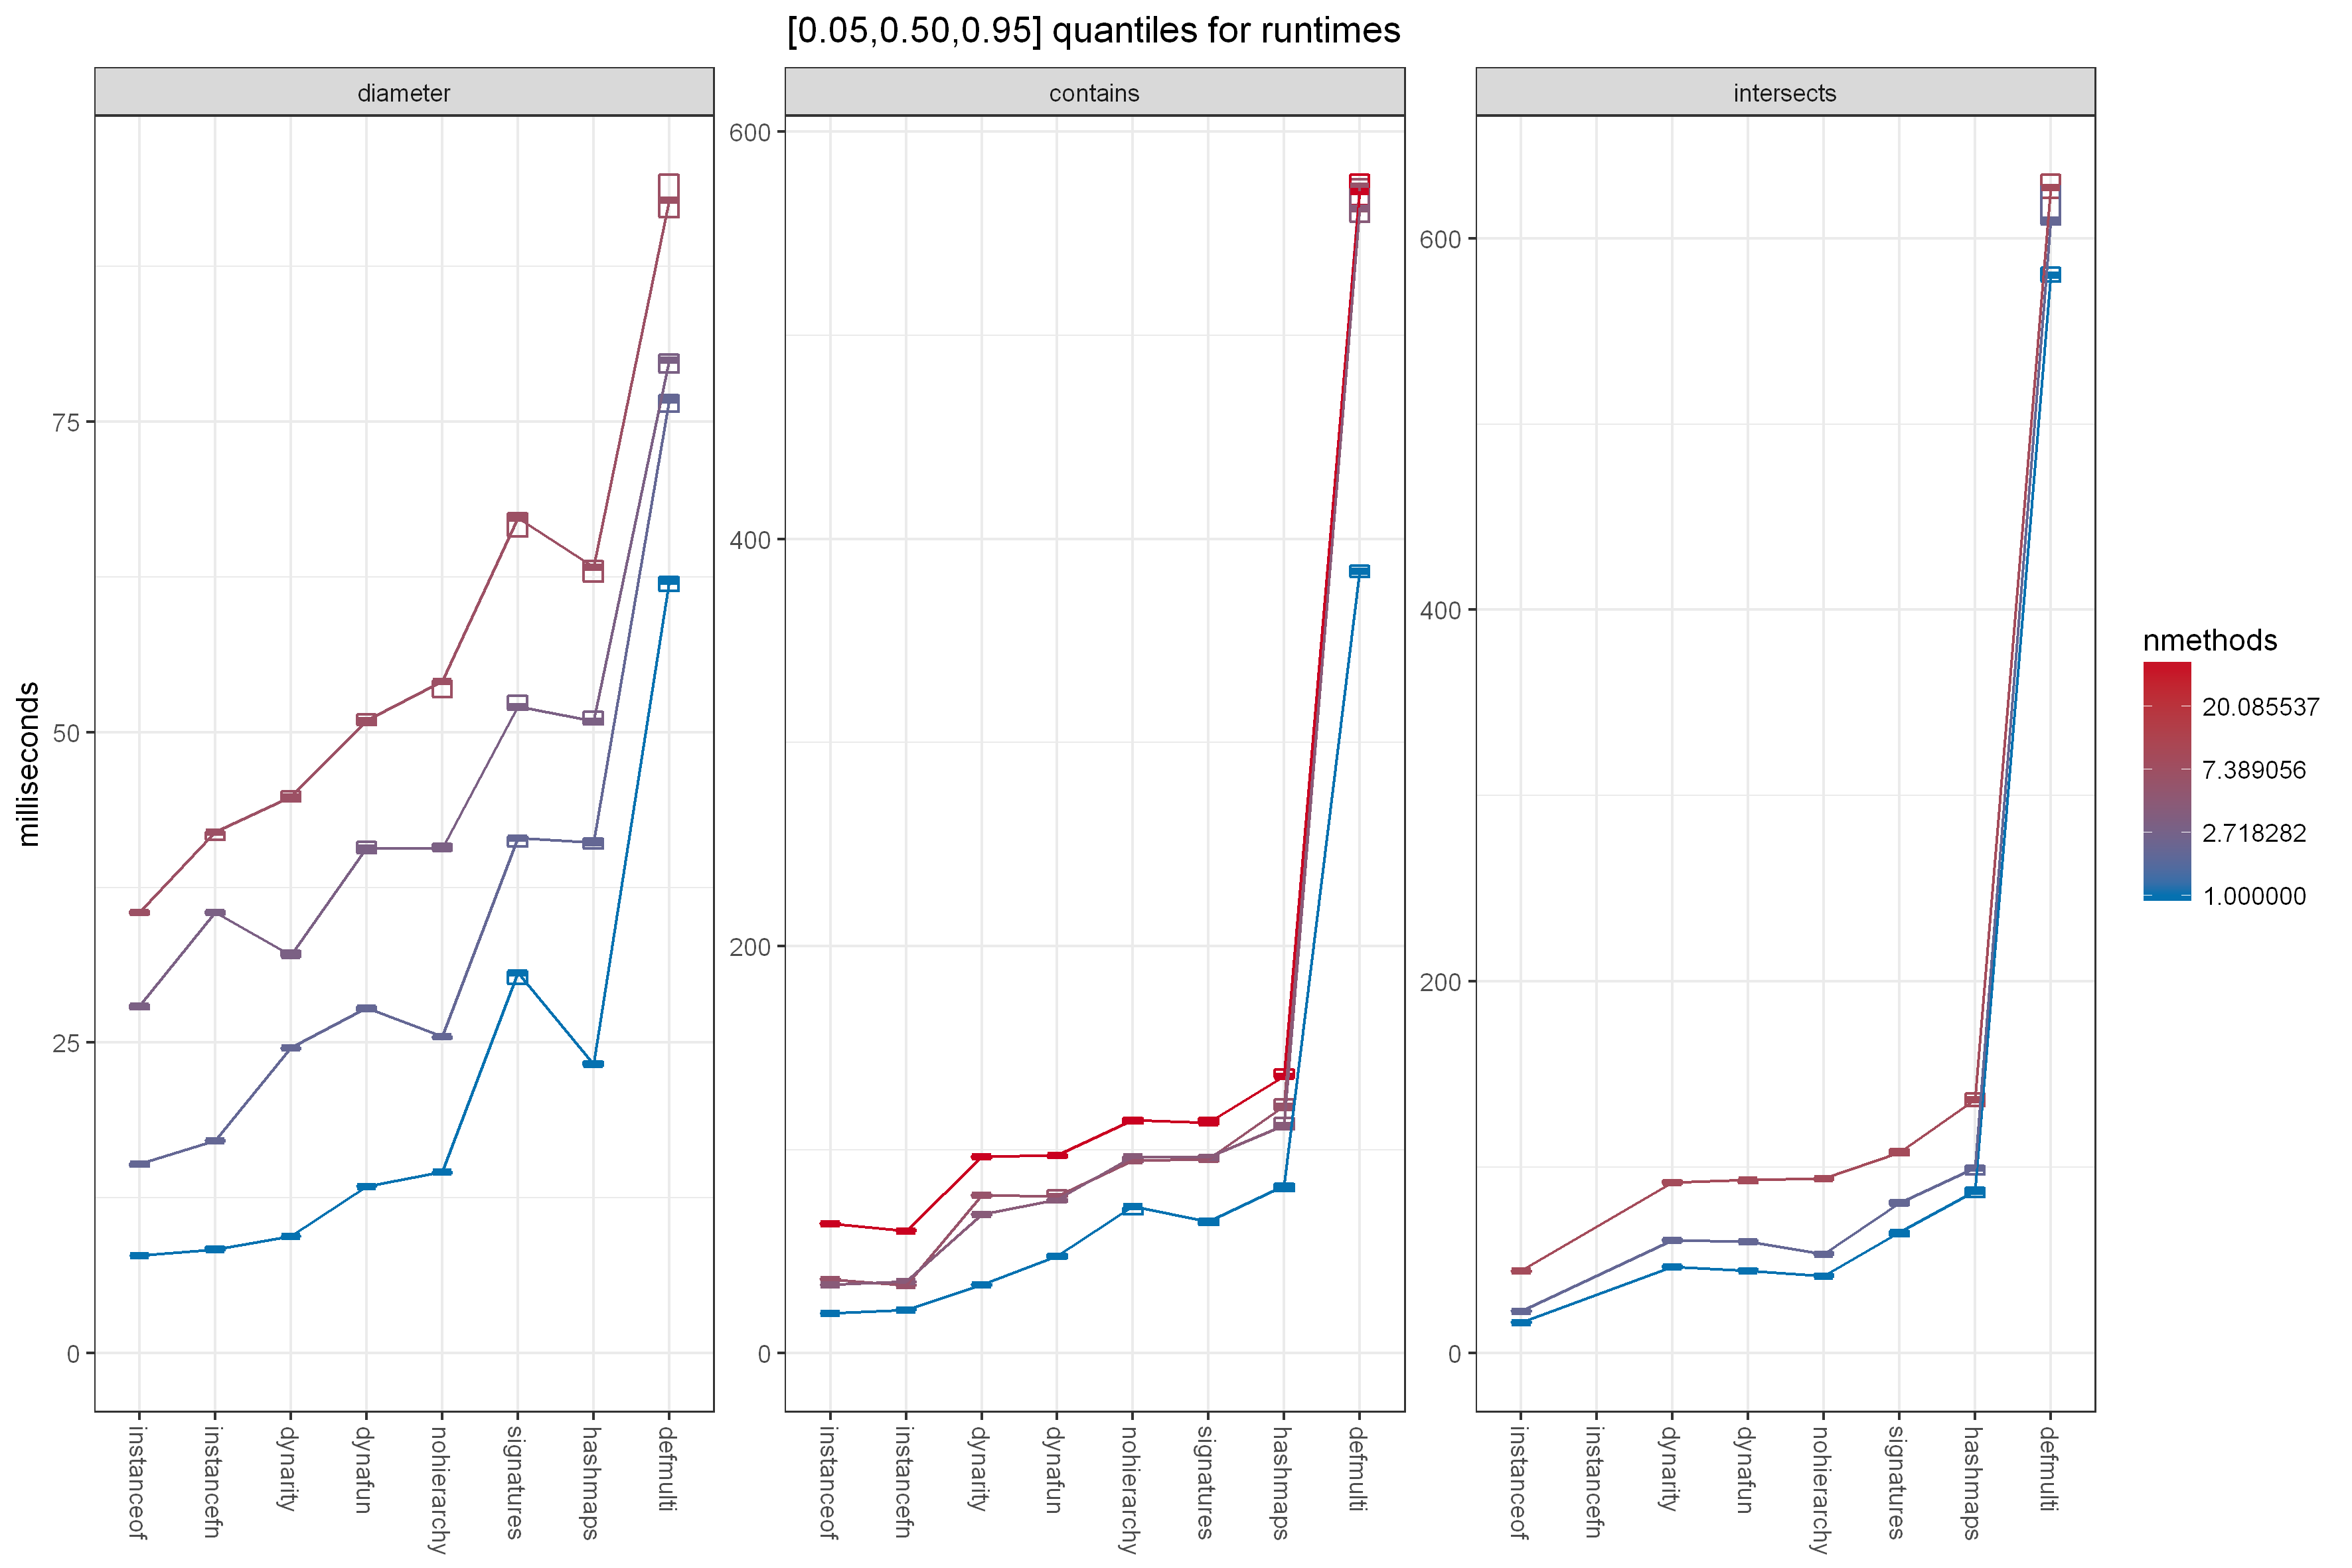 [0.05,0.50,0.95] quantiles for runtimes
diameter
contains
intersects
milliseconds
75
50
25
0
600
400
200
0
600
400
200
0
instanceof
instancefn
dynarity
dynafun
nohierarchy
signatures
hashmaps
defmulti
instanceof
instancefn
dynarity
dynafun
nohierarchy
signatures
hashmaps
defmulti
instanceof
instancefn
dynarity
dynafun
nohierarchy
signatures
hashmaps
defmulti
nmethods
20.085537
7.389056
2.718282
1.000000